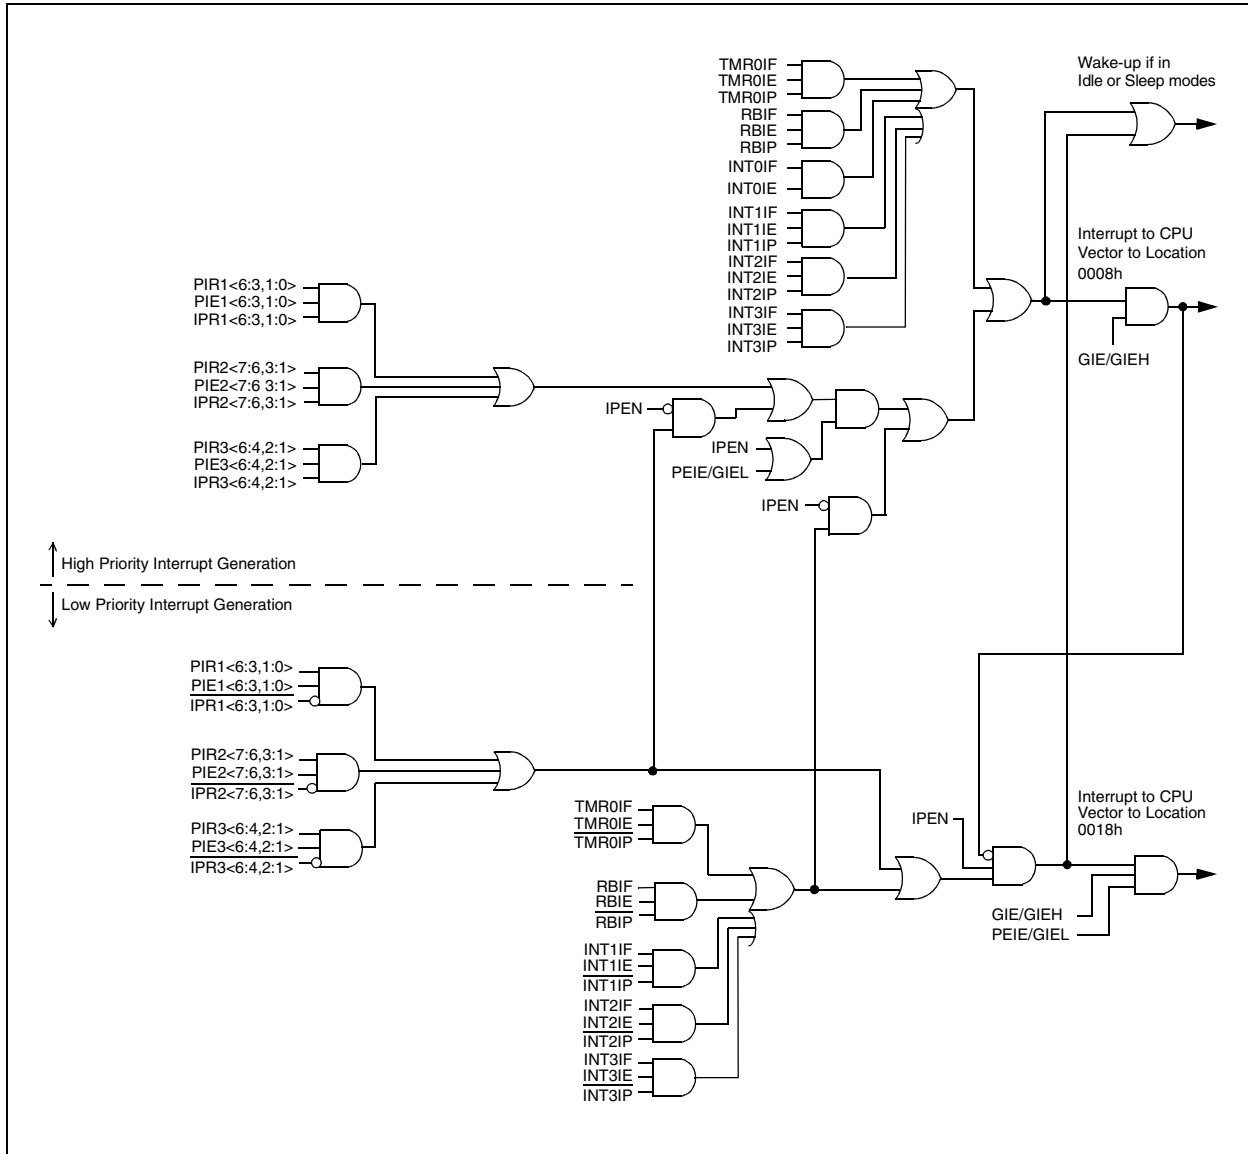 TMR0IF
TMR0IE
TMR0IP
RBIF
RBIE
RBIP
INT0IF
INT0IE
INT1IF
INT1IE
INT1IP
INT2IF
INT2IE
INT2IP
INT3IF
INT3IE
INT3IP
Wake-up if in
Idle or Sleep modes
Interrupt to CPU
Vector to Location
0008h
GIE/GIEH
PIR1<6:3,1:0>
PIE1<6:3,1:0>
IPR1<6:3,1:0>
PIR2<7:6,3:1>
PIE2<7:6 3:1>
IPR2<7:6,3:1>
PIR3<6:4,2:1>
PIE3<6:4,2:1>
IPR3<6:4,2:1>
IPEN
IPEN
PEIE/GIEL
IPEN
High Priority Interrupt Generation
Low Priority Interrupt Generation
PIR1<6:3,1:0>
PIE1<6:3,1:0>
IPR1<6:3,1:0>
PIR2<7:6,3:1>
PIE2<7:6,3:1>
IPR2<7:6,3:1>
PIR3<6:4,2:1>
PIE3<6:4,2:1>
IPR3<6:4,2:1>
TMR0IF
TMR0IE
TMR0IP
RBIF
RBIE
RBIP
INT1IF
INT1IE
INT1IP
INT2IF
INT2IE
INT2IP
INT3IF
INT3IE
INT3IP
IPEN
Interrupt to CPU
Vector to Location
0018h
GIE/GIEH
PEIE/GIEL